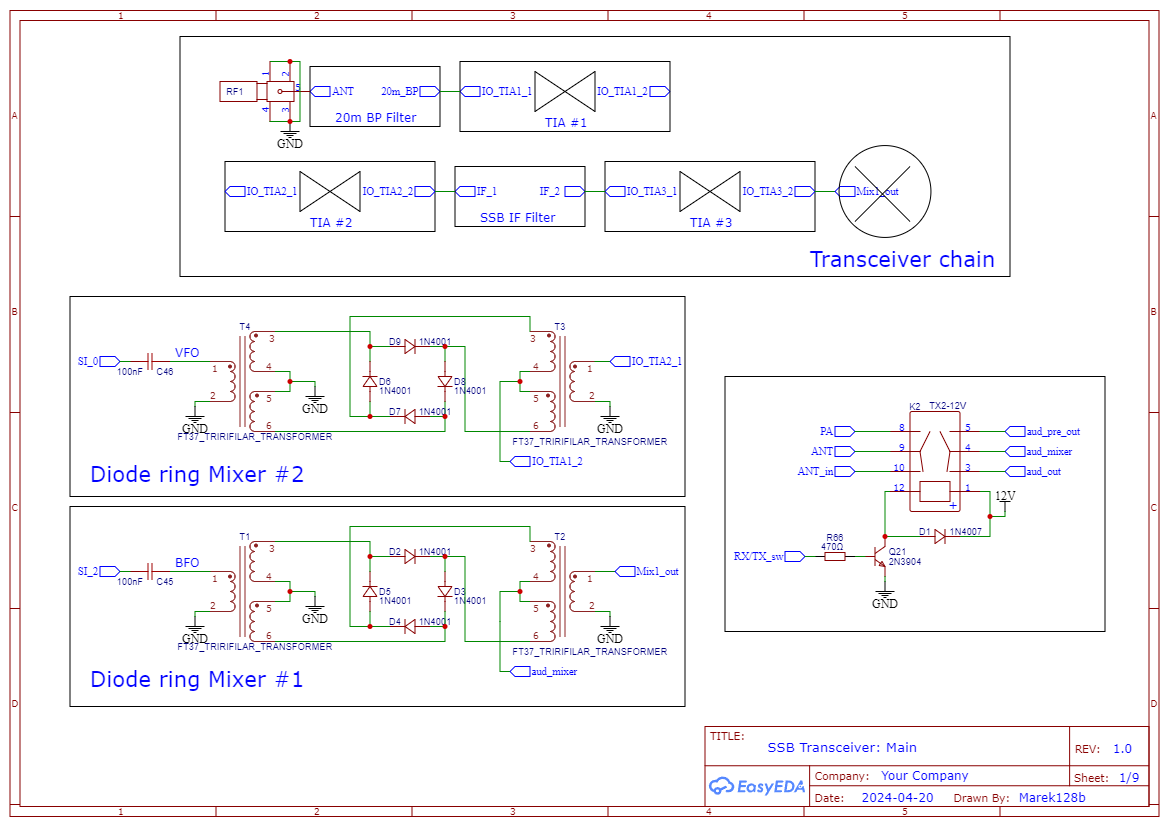 1 2 3 4 5
A A
B B
C C
D D
1 2 3 4 5
RF1
1
2
5
4
3
GND
ANT
20m_BP
20m BP Filter
IO_TIA1_1
IO_TIA1_2
TIA #1
IO_TIA2_1
IO_TIA2_2
TIA #2
IF_1
IF_2
SSB IF Filter
IO_TIA3_1
IO_TIA3_2
TIA #3
Mix1_out
Transceiver chain
SI_0
100nF
C46
VFO
T4
1
2
3
4
5
6
GND
GND
FT37_TRIRIFILAR_TRANSFORMER
D9 1N4001
D6
1N4001
D8
1N4001
D7 1N4001
T3
3
4
5
6
1
2
IO_TIA2_1
GND
FT37_TRIRIFILAR_TRANSFORMER
IO_TIA1_2
Diode ring Mixer #2
SI_2
100nF
C45
BFO
T1
1
2
3
4
5
6
GND
GND
FT37_TRIRIFILAR_TRANSFORMER
D2 1N4001
D5
1N4001
D3
1N4001
D4 1N4001
T2
3
4
5
6
1
2
Mix1_out
GND
FT37_TRIRIFILAR_TRANSFORMER
aud_mixer
Diode ring Mixer #1
K2 TX2-12V
PA 8 5 aud_pre_out
ANT 9 4 aud_mixer
ANT_in 10 3 aud_out
12 1
+
12V
D1 1N4007
RX/TX_sw
R66
470Ω
Q21
2N3904
GND
TITLE:
SSB Transceiver: Main
REV: 1.0
EasyEDA
Company: Your Company
Sheet: 1/9
Date: 2024-04-20 Drawn By: Marek128b